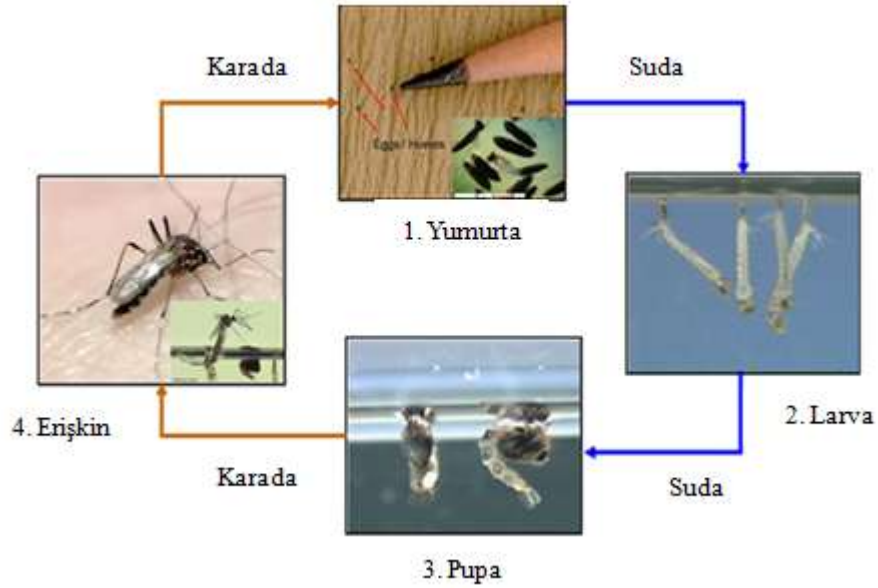 Karada
Suda
Eggs / Huevos
1. Yumurta
4. Erişkin
2. Larva
Karada
Suda
3. Pupa